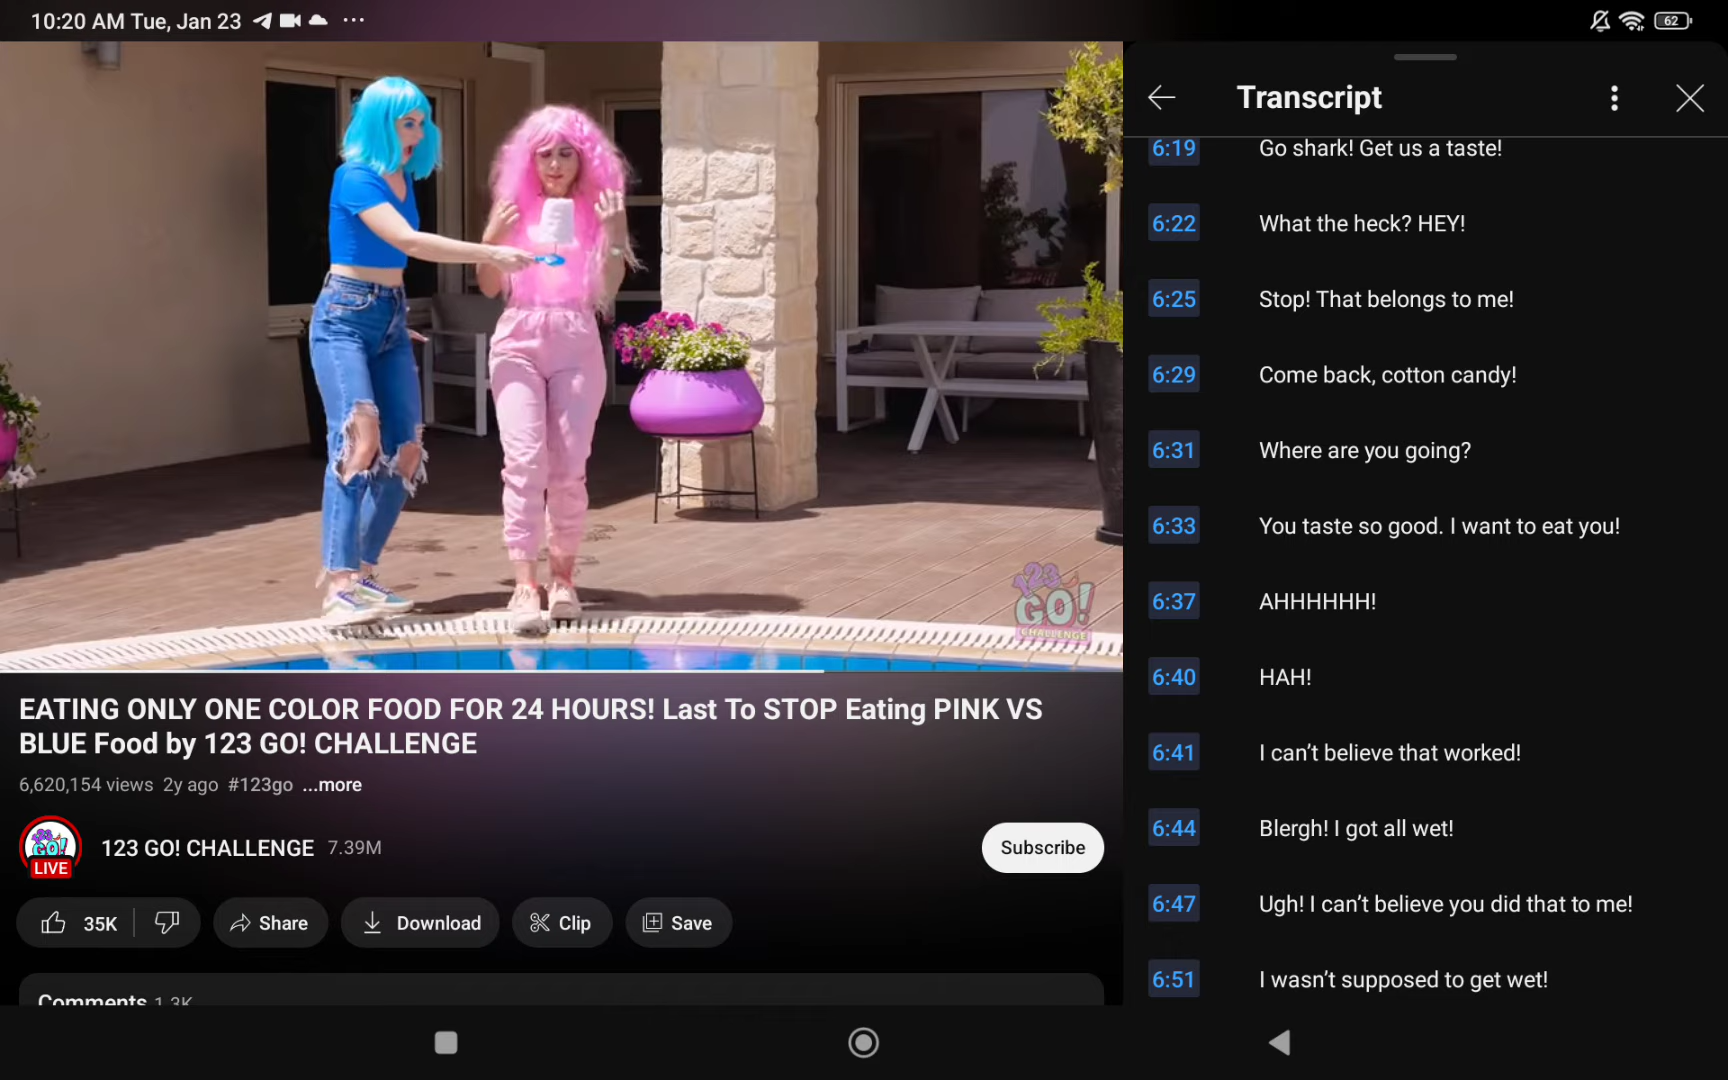 10:20 AM Tue, Jan 23
62
123
GO!
CHALLENGE
EATING ONLY ONE COLOR FOOD FOR 24 HOURS! Last To STOP Eating PINK VS
BLUE Food by 123 GO! CHALLENGE
6,620,154 views 2y ago #123go ...more
123
GO!
LIVE
123 GO! CHALLENGE 7.39M
Subscribe
35K
Share
Download
Clip
Save
Comments 1.3K
Transcript
6:19 Go shark! Get us a taste!
6:22 What the heck? HEY!
6:25 Stop! That belongs to me!
6:29 Come back, cotton candy!
6:31 Where are you going?
6:33 You taste so good. I want to eat you!
6:37 AHHHHHH!
6:40 HAH!
6:41 I can’t believe that worked!
6:44 Blergh! I got all wet!
6:47 Ugh! I can’t believe you did that to me!
6:51 I wasn’t supposed to get wet!